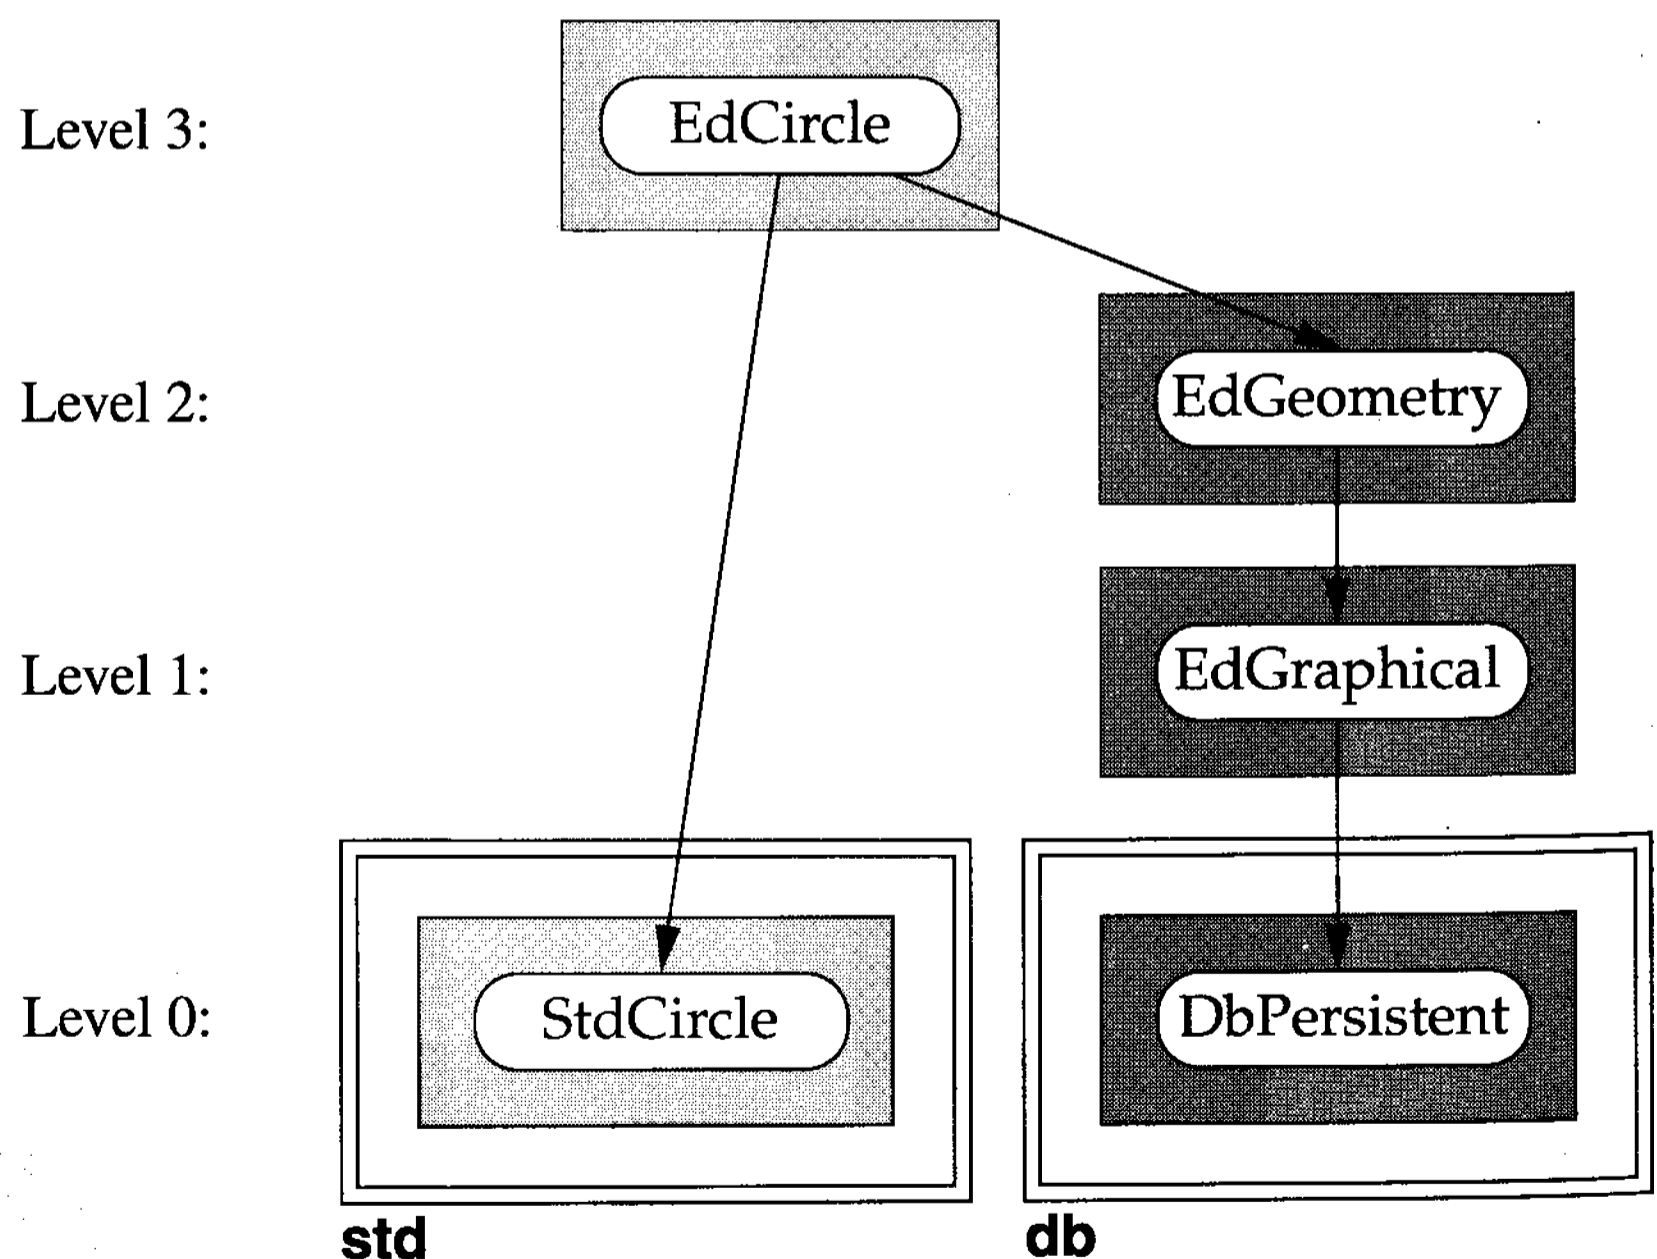 Level 3:
EdCircle
Level 2:
EdGeometry
Level 1:
EdGraphical
Level 0:
StdCircle
DbPersistent
std
db